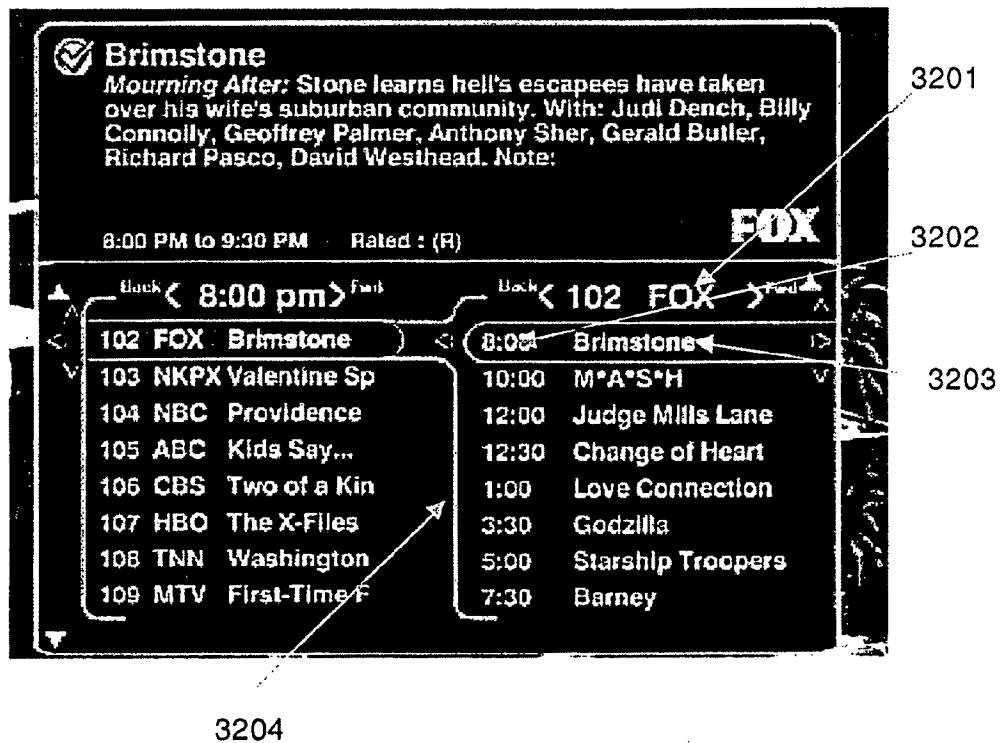 Brimstone
Mourning After: Stone learns hell's escapees have taken
over his wife's suburban community. With: Judi Dench, Billy
Connolly, Geoffrey Palmer, Anthony Sher, Gerald Butler,
Richard Pasco, David Westhead. Note:
8:00 PM to 9:30 PM Rated : (R)
FOX
Back < 8:00 pm > Fwd
102 FOX Brimstone
103 NKPX Valentine Sp
104 NBC Providence
105 ABC Kids Say...
106 CBS Two of a Kin
107 HBO The X-Files
108 TNN Washington
109 MTV First-Time F
Back < 102 FOX > Fwd
8:00 Brimstone
10:00 M*A*S*H
12:00 Judge Mills Lane
12:30 Change of Heart
1:00 Love Connection
3:30 Godzilla
5:00 Starship Troopers
7:30 Barney
3201
3202
3203
3204